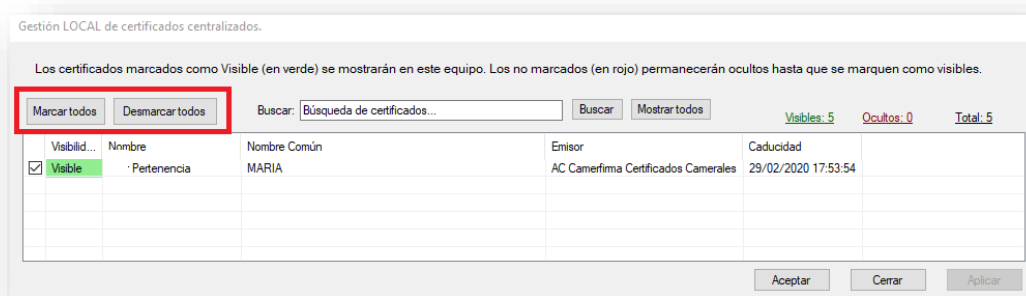 Gestión LOCAL de certificados centralizados.
Los certificados marcados como Visible (en verde) se mostrarán en este equipo. Los no marcados (en rojo) permanecerán ocultos hasta que se marquen como visibles.
Marcar todos Desmarcar todos Buscar: Búsqueda de certificados... Buscar Mostrar todos Visibles: 5 Ocultos: 0 Total: 5
Visibilid... Nombre Nombre Común Emisor Caducidad
Visible Pertenencia MARIA AC Camerfirma Certificados Camerales 29/02/2020 17:53:54
Aceptar Cerrar Aplicar